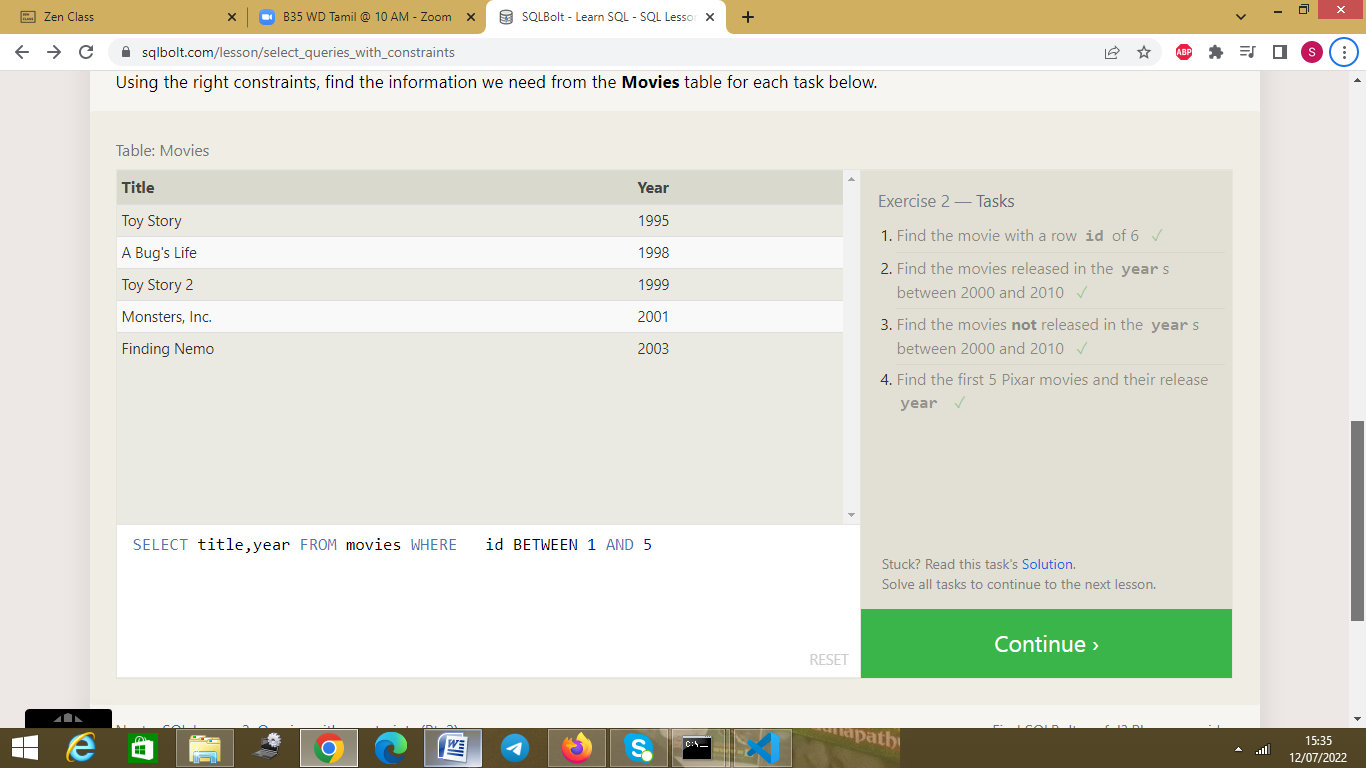 Zen Class
B35 WD Tamil @ 10 AM - Zoom
SQLBolt - Learn SQL - SQL Lesso
sqlbolt.com/lesson/select_queries_with_constraints
ABP
S
Using the right constraints, find the information we need from the Movies table for each task below.
Table: Movies
Title Year
Toy Story 1995
A Bug's Life 1998
Toy Story 2 1999
Monsters, Inc. 2001
Finding Nemo 2003
SELECT title,year FROM movies WHERE   id BETWEEN 1 AND 5
RESET
Exercise 2 — Tasks
1. Find the movie with a row id of 6 ✓
2. Find the movies released in the year s
between 2000 and 2010 ✓
3. Find the movies not released in the year s
between 2000 and 2010 ✓
4. Find the first 5 Pixar movies and their release
year ✓
Stuck? Read this task's Solution.
Solve all tasks to continue to the next lesson.
Continue ›
15:35
12/07/2022